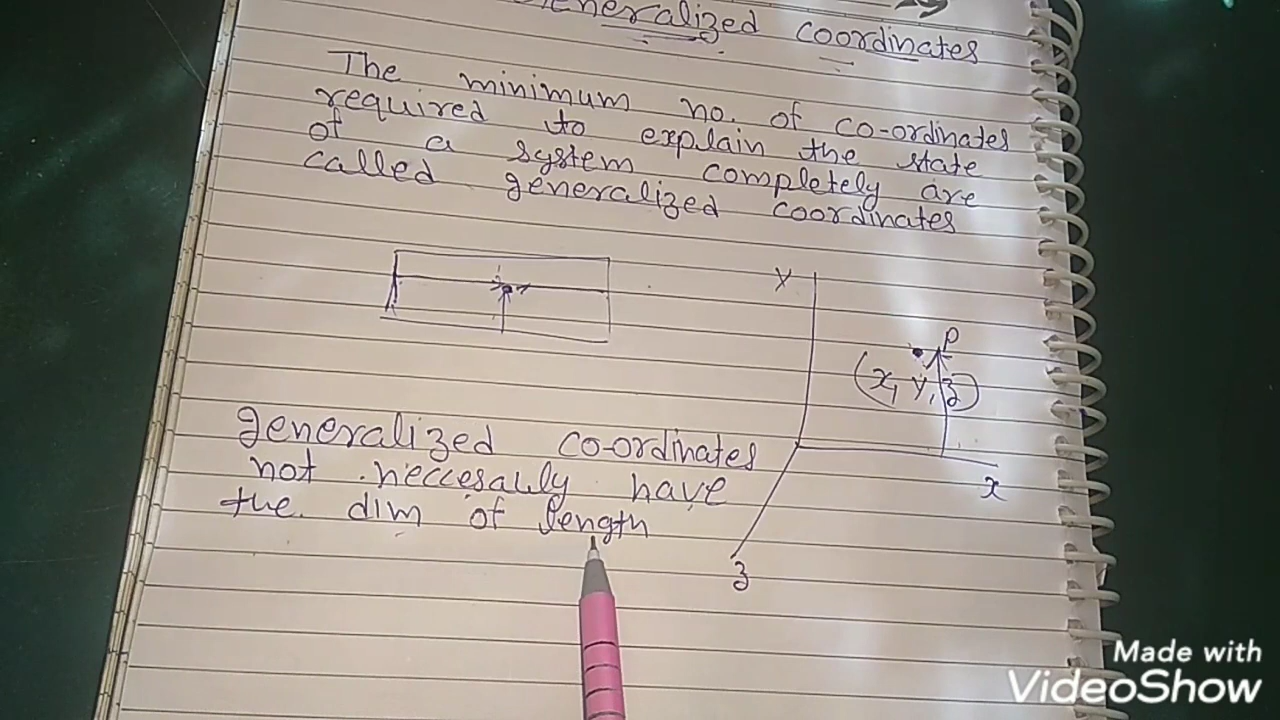 Generalized coordinates
The minimum no. of co-ordinates
required to explain the state
of a system completely are
called generalized coordinates
Y
P
(x, y, z)
x
z
generalized co-ordinates
not neccesauly have
the dim of length
Made with
VideoShow